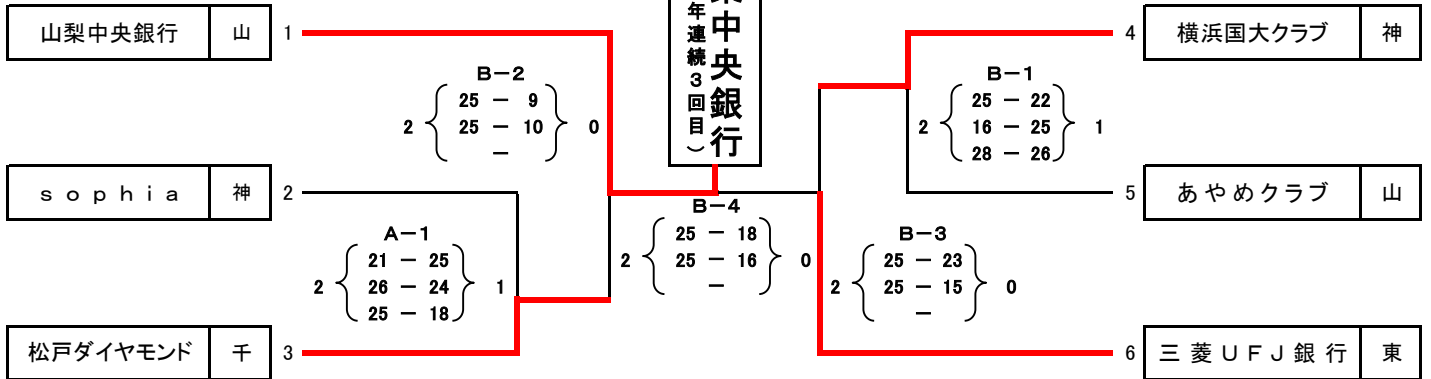 山梨中央銀行 山 1
中央銀行
年連続3回目)
4 横浜国大クラブ 神
B-2
25 - 9
2 25 - 10 0
-
B-1
25 - 22
2 16 - 25 1
28 - 26
sophia 神 2
5 あやめクラブ 山
A-1
21 - 25
2 26 - 24 1
25 - 18
B-4
25 - 18
2 25 - 16 0
-
B-3
25 - 23
2 25 - 15 0
-
松戸ダイヤモンド 千 3
6 三菱UFJ銀行 東